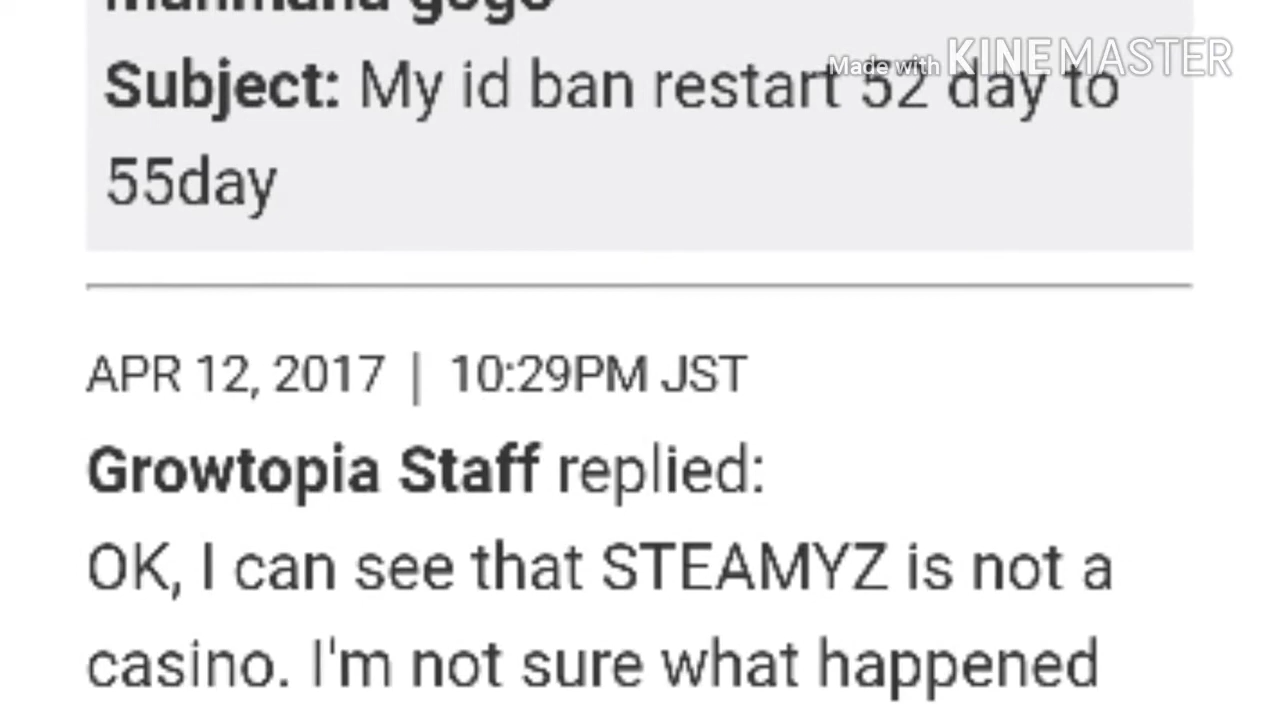 gogo
Made with KINEMASTER
Subject: My id ban restart 52 day to
55day
APR 12, 2017 | 10:29PM JST
Growtopia Staff replied:
OK, I can see that STEAMYZ is not a
casino. I'm not sure what happened